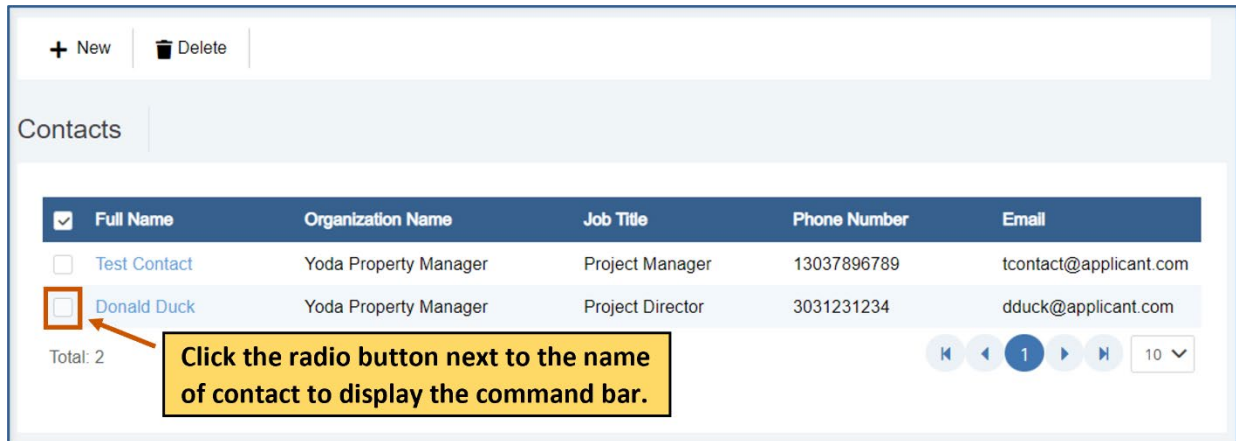 New Delete
Contacts
Full Name Organization Name Job Title Phone Number Email
Test Contact Yoda Property Manager Project Manager 13037896789 tcontact@applicant.com
Donald Duck Yoda Property Manager Project Director 3031231234 dduck@applicant.com
Total: 2 1 10
Click the radio button next to the name
of contact to display the command bar.